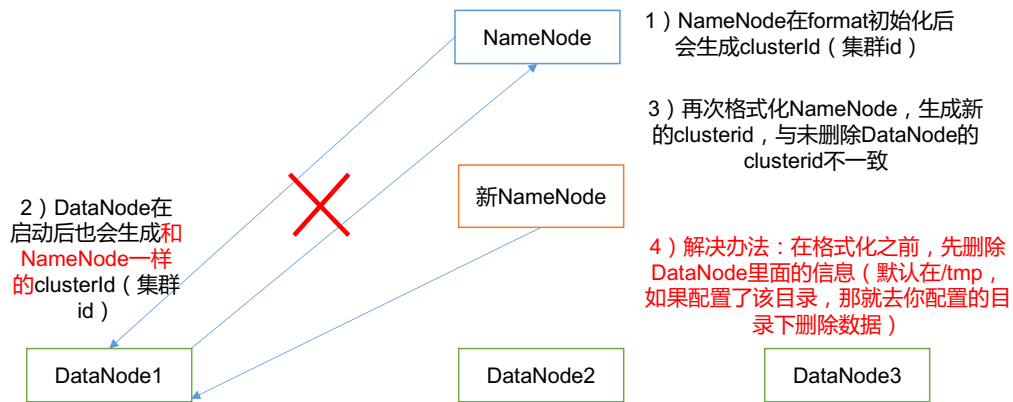 NameNode
1）NameNode在format初始化后
会生成clusterId（集群id）
3）再次格式化NameNode，生成新
的clusterid，与未删除DataNode的
clusterid不一致
新NameNode
2）DataNode在
启动后也会生成和
NameNode一样
的clusterId（集群
id）
4）解决办法：在格式化之前，先删除
DataNode里面的信息（默认在/tmp，
如果配置了该目录，那就去你配置的目
录下删除数据）
DataNode1
DataNode2
DataNode3